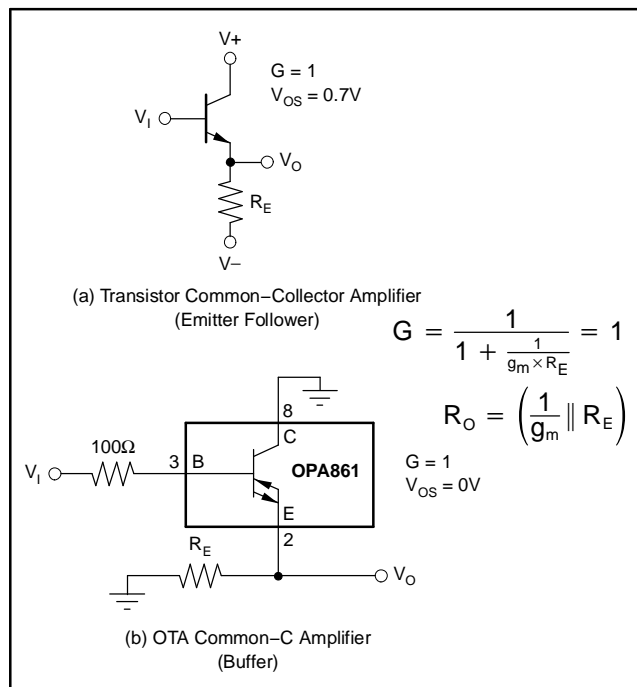 V+
G = 1
V_OS = 0.7V
V_I
V_O
R_E
V−
(a) Transistor Common−Collector Amplifier
(Emitter Follower)
G = 1 / (1 + 1 / (g_m × R_E)) = 1
R_O = (1 / g_m || R_E)
8
C
100Ω
V_I
3
B
OPA861
G = 1
V_OS = 0V
E
2
R_E
V_O
(b) OTA Common−C Amplifier
(Buffer)